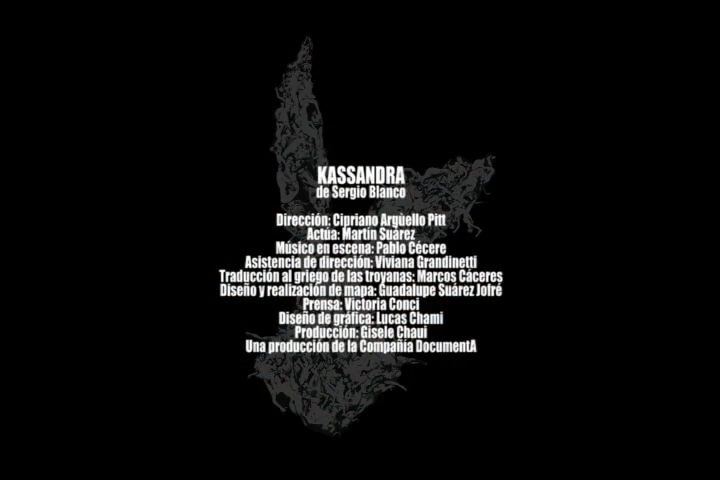 KASSANDRA
de Sergio Blanco
Dirección: Cipriano Argüello Pitt
Actúa: Martín Suárez
Músico en escena: Pablo Cécere
Asistencia de dirección: Viviana Grandinetti
Traducción al griego de las troyanas: Marcos Cáceres
Diseño y realización de mapa: Guadalupe Suárez Jofré
Prensa: Victoria Conci
Diseño de gráfica: Lucas Chami
Producción: Gisele Chaui
Una producción de la Compañía DocumentA